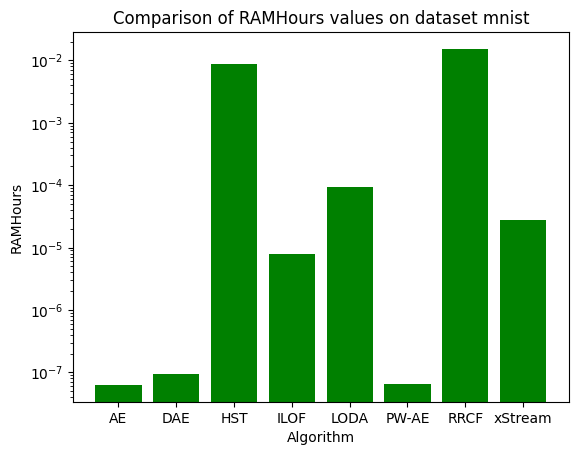 Comparison of RAMHours values on dataset mnist
RAMHours
10⁻²
10⁻³
10⁻⁴
10⁻⁵
10⁻⁶
10⁻⁷
AE DAE HST ILOF LODA PW-AE RRCF xStream
Algorithm